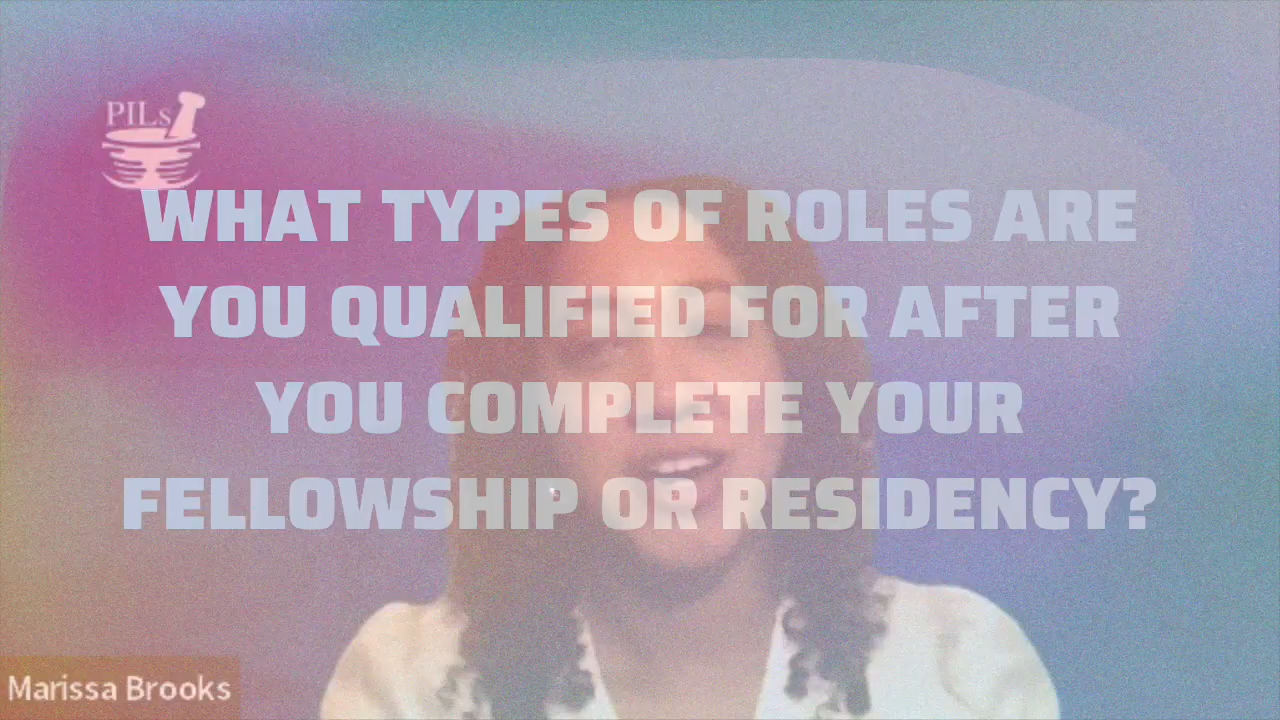 PILs
WHAT TYPES OF ROLES ARE
YOU QUALIFIED FOR AFTER
YOU COMPLETE YOUR
FELLOWSHIP OR RESIDENCY?
Marissa Brooks